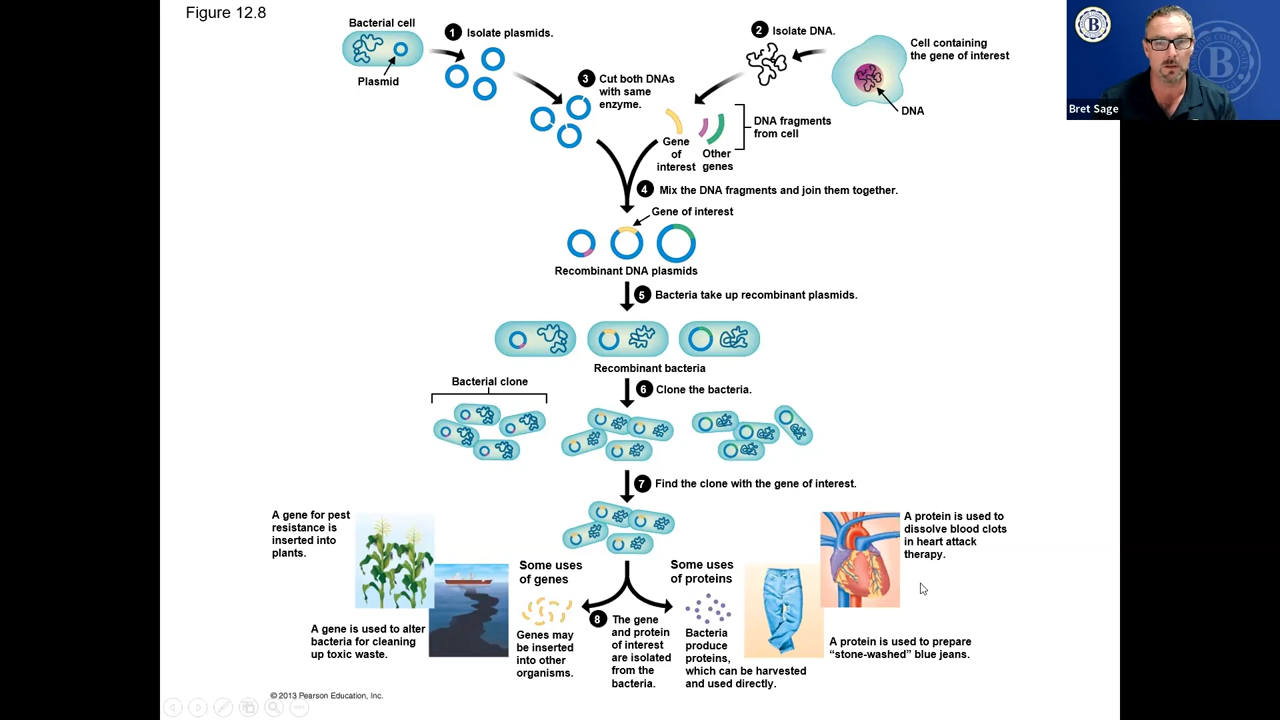 Figure 12.8
Bacterial cell
Plasmid
1 Isolate plasmids.
2 Isolate DNA.
Cell containing
the gene of interest
DNA
3 Cut both DNAs
with same
enzyme.
DNA fragments
from cell
Gene
of
interest
Other
genes
4 Mix the DNA fragments and join them together.
Gene of interest
Recombinant DNA plasmids
5 Bacteria take up recombinant plasmids.
Recombinant bacteria
Bacterial clone
6 Clone the bacteria.
7 Find the clone with the gene of interest.
A gene for pest
resistance is
inserted into
plants.
A gene is used to alter
bacteria for cleaning
up toxic waste.
Some uses
of genes
Genes may
be inserted
into other
organisms.
8 The gene
and protein
of interest
are isolated
from the
bacteria.
Some uses
of proteins
Bacteria
produce
proteins,
which can be harvested
and used directly.
A protein is used to
dissolve blood clots
in heart attack
therapy.
A protein is used to prepare
“stone-washed” blue jeans.
© 2013 Pearson Education, Inc.
B
B
Bret Sage